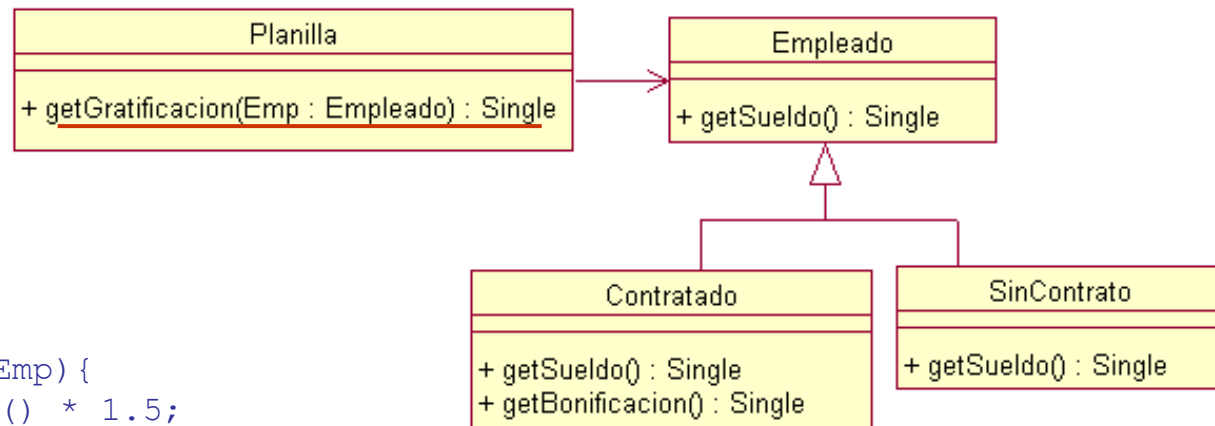 Planilla
+ getGratificacion(Emp : Empleado) : Single
Empleado
+ getSueldo() : Single
Contratado
+ getSueldo() : Single
+ getBonificacion() : Single
SinContrato
+ getSueldo() : Single
Emp){
() * 1.5;